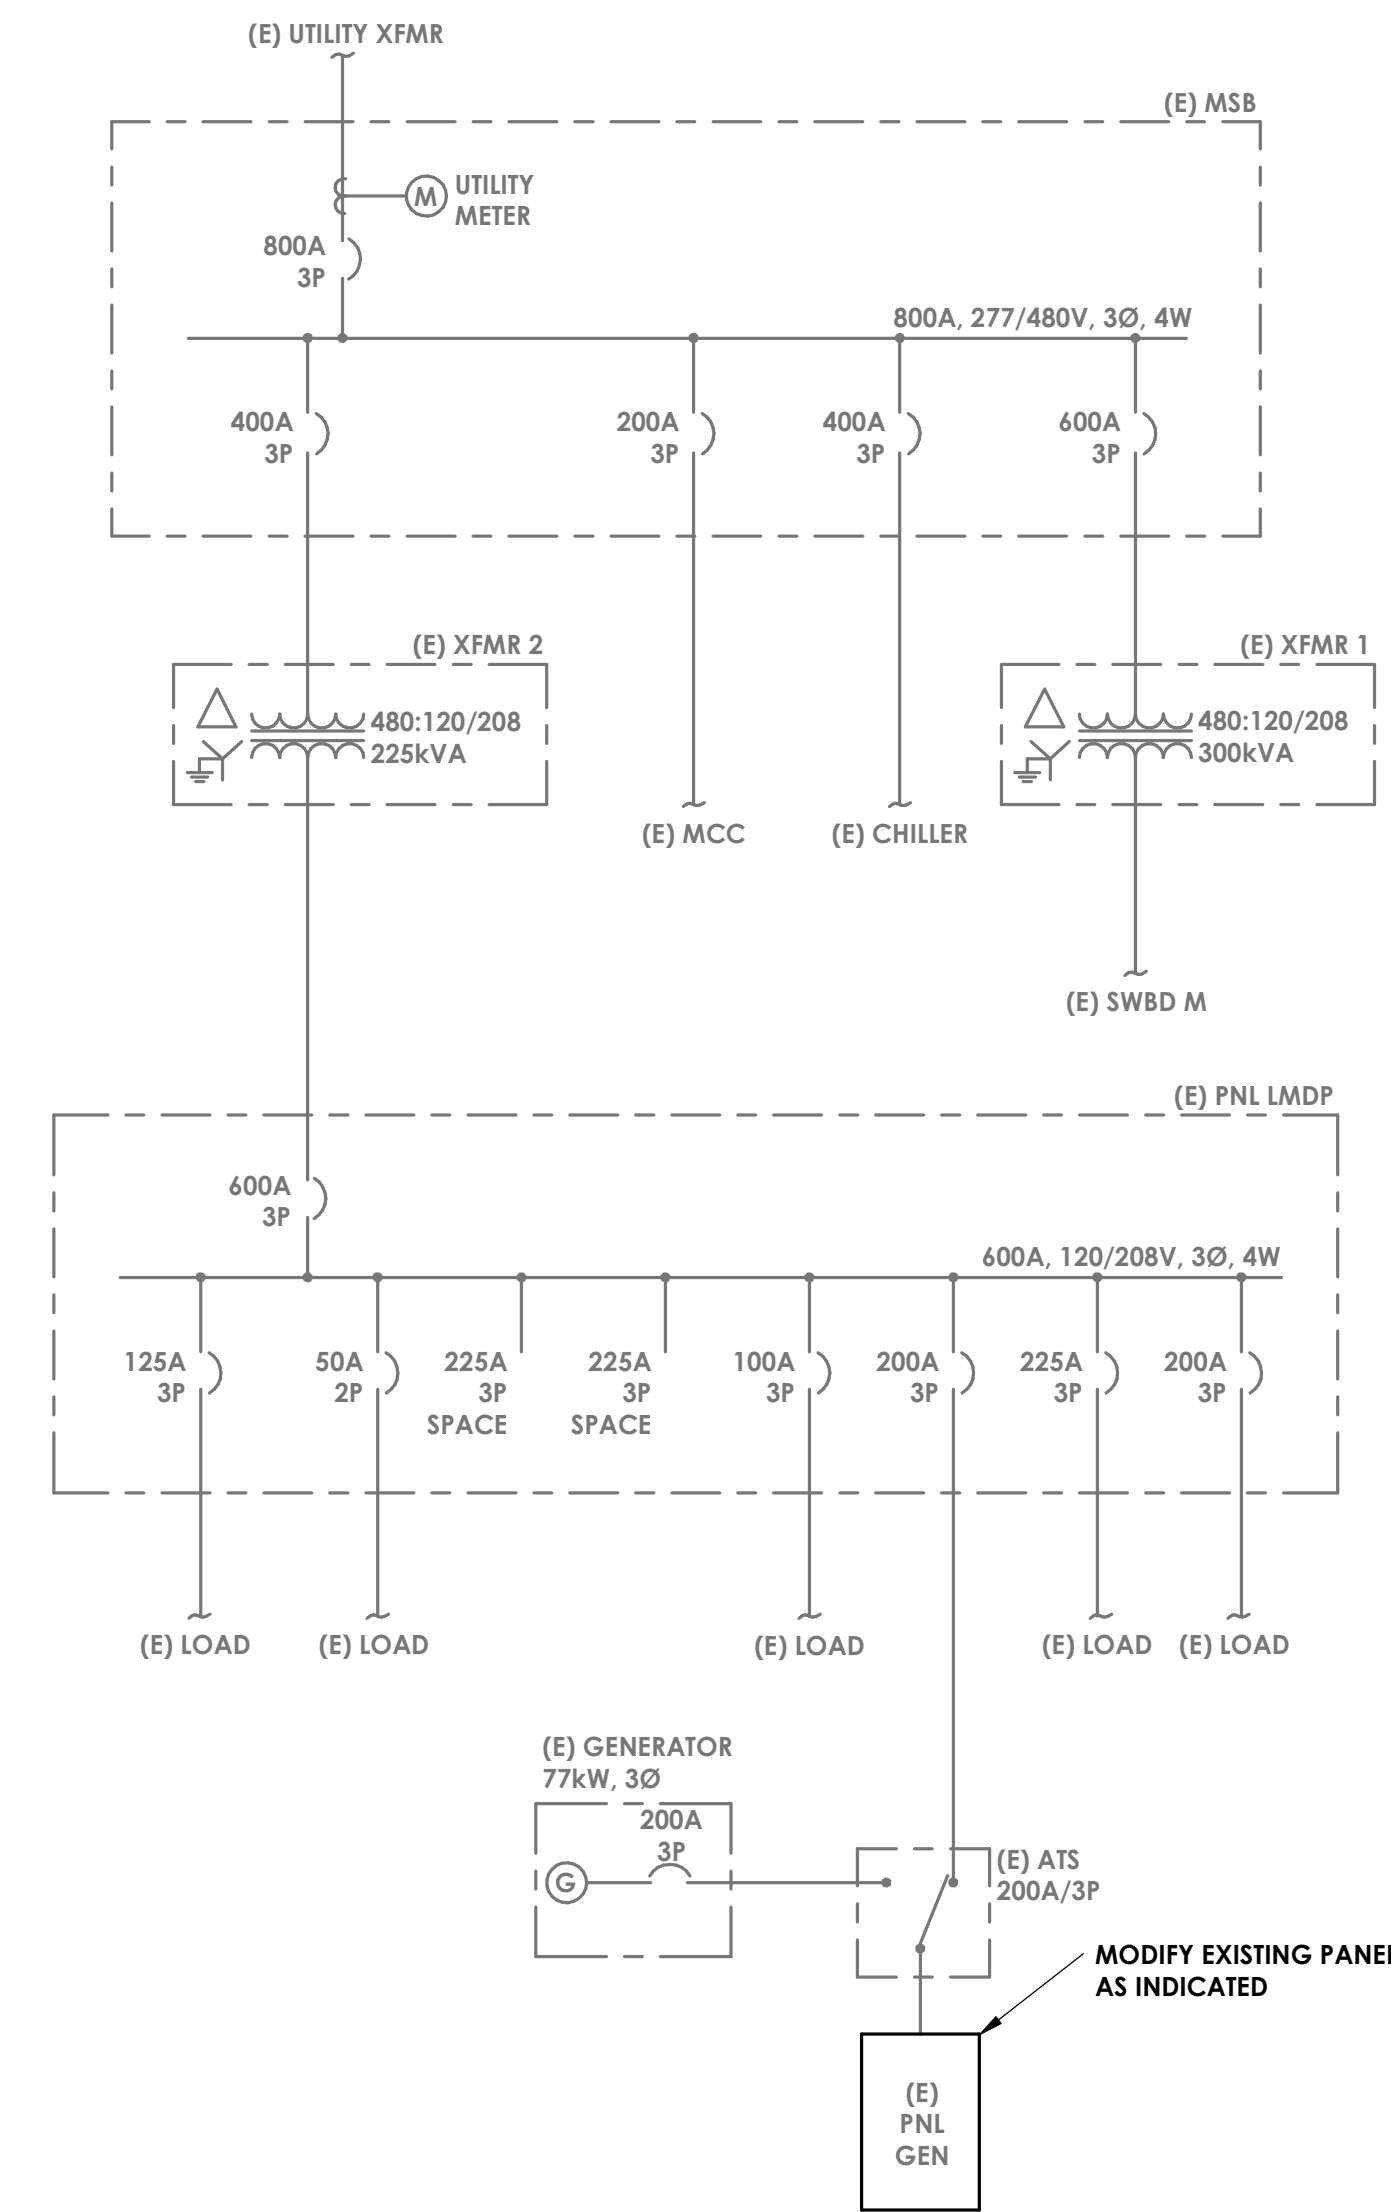 (E) UTILITY XFMR
(E) MSB
M
UTILITY
METER
800A
3P
800A, 277/480V, 3Ø, 4W
400A
3P
200A
3P
400A
3P
600A
3P
(E) XFMR 2
480:120/208
225kVA
(E) XFMR 1
480:120/208
300kVA
(E) MCC
(E) CHILLER
(E) SWBD M
(E) PNL LMDP
600A
3P
600A, 120/208V, 3Ø, 4W
125A
3P
50A
2P
225A
3P
SPACE
225A
3P
SPACE
100A
3P
200A
3P
225A
3P
200A
3P
(E) LOAD
(E) LOAD
(E) LOAD
(E) LOAD
(E) LOAD
(E) GENERATOR
77kW, 3Ø
200A
3P
G
(E) ATS
200A/3P
MODIFY EXISTING PANEL
AS INDICATED
(E)
PNL
GEN